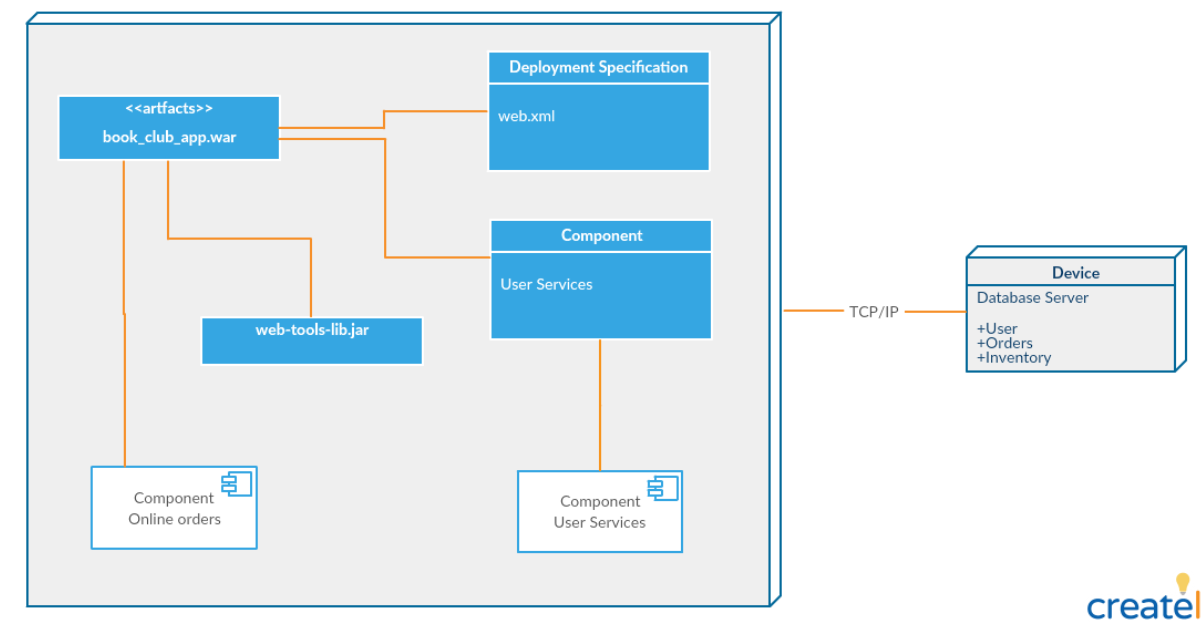 Deployment Specification
web.xml
<<artfacts>>
book_club_app.war
Component
User Services
web-tools-lib.jar
Component
Online orders
Component
User Services
TCP/IP
Device
Database Server
+User
+Orders
+Inventory
create